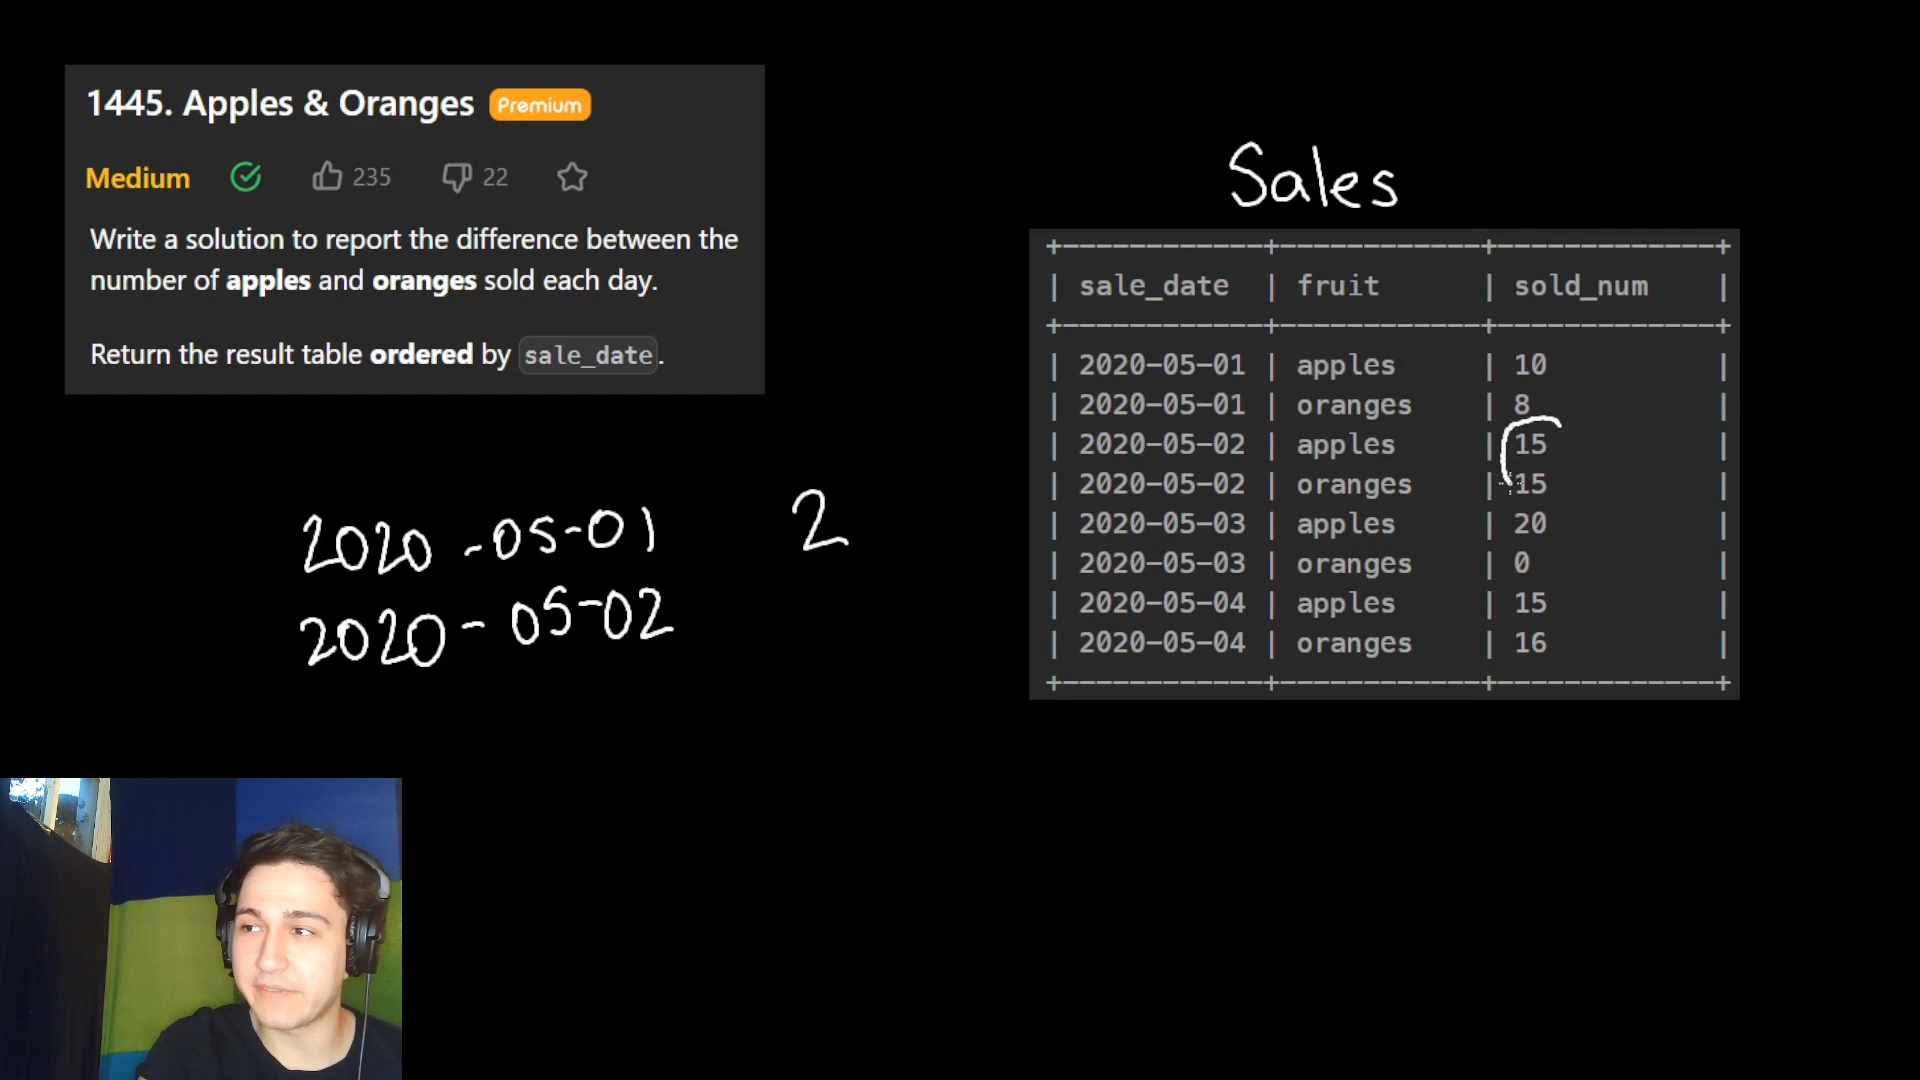 1445. Apples & Oranges Premium
Medium 235 22
Write a solution to report the difference between the
number of apples and oranges sold each day.
Return the result table ordered by sale_date.
2020-05-01 2
2020-05-02
Sales
+------------+------------+-------------+
| sale_date | fruit | sold_num |
+------------+------------+-------------+
| 2020-05-01 | apples | 10 |
| 2020-05-01 | oranges | 8 |
| 2020-05-02 | apples | 15 |
| 2020-05-02 | oranges | 15 |
| 2020-05-03 | apples | 20 |
| 2020-05-03 | oranges | 0 |
| 2020-05-04 | apples | 15 |
| 2020-05-04 | oranges | 16 |
+------------+------------+-------------+